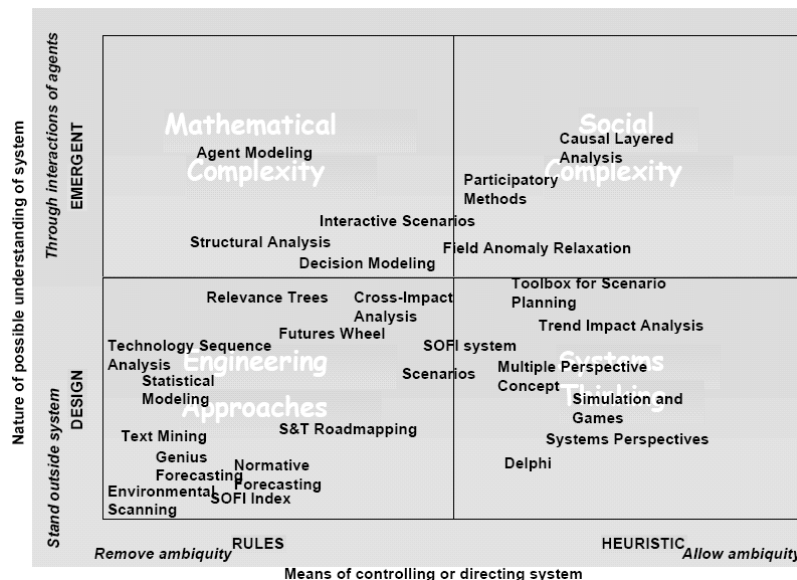 Nature of possible understanding of system
Through interactions of agents
EMERGENT
Stand outside system
DESIGN
Mathematical
Complexity
Agent Modeling
Interactive Scenarios
Structural Analysis
Decision Modeling
Social
Complexity
Causal Layered
Analysis
Participatory
Methods
Field Anomaly Relaxation
Engineering
Approaches
Relevance Trees
Cross-Impact
Analysis
Futures Wheel
Technology Sequence
Analysis
Statistical
Modeling
SOFI system
Scenarios
S&T Roadmapping
Text Mining
Genius
Forecasting
Normative
Forecasting
Environmental
Scanning
SOFI Index
Systems
Thinking
Toolbox for Scenario
Planning
Trend Impact Analysis
Multiple Perspective
Concept
Simulation and
Games
Systems Perspectives
Delphi
RULES
HEURISTIC
Remove ambiquity
Allow ambiquity
Means of controlling or directing system